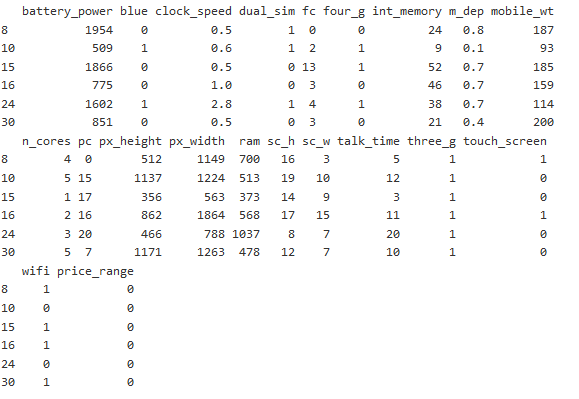 battery_power blue clock_speed dual_sim fc four_g int_memory m_dep mobile_wt
8 1954 0 0.5 1 0 0 24 0.8 187
10 509 1 0.6 1 2 1 9 0.1 93
15 1866 0 0.5 0 13 1 52 0.7 185
16 775 0 1.0 0 3 0 46 0.7 159
24 1602 1 2.8 1 4 1 38 0.7 114
30 851 0 0.5 0 3 0 21 0.4 200
n_cores pc px_height px_width ram sc_h sc_w talk_time three_g touch_screen
8 4 0 512 1149 700 16 3 5 1 1
10 5 15 1137 1224 513 19 10 12 1 0
15 1 17 356 563 373 14 9 3 1 0
16 2 16 862 1864 568 17 15 11 1 1
24 3 20 466 788 1037 8 7 20 1 0
30 5 7 1171 1263 478 12 7 10 1 0
wifi price_range
8 1 0
10 0 0
15 1 0
16 1 0
24 0 0
30 1 0